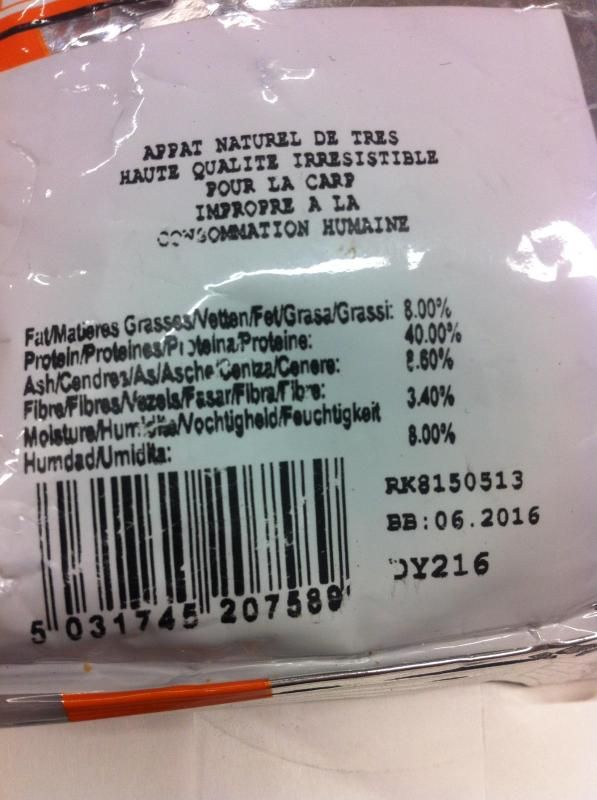 APPAT NATUREL DE TRES
HAUTE QUALITE IRRESISTIBLE
POUR LA CARP
IMPROPRE A LA
CONSOMMATION HUMAINE
Fat/Matieres Grasses/Vetten/Fet/Grasa/Grassi: 8.00%
Protein/Proteines/Proteina/Proteine: 40.00%
Ash/Cendres/As/Asche/Ceniza/Cenere:
Fibre/Fibres/Vezels/Fasar/Fibra/Fibre: 3.40%
Moisture/Humidite/Vochtigheid/Feuchtigkeit
Humdad/Umidita: 8.00%
RK8150513
BB:06.2016
DY216
5 031745 207589